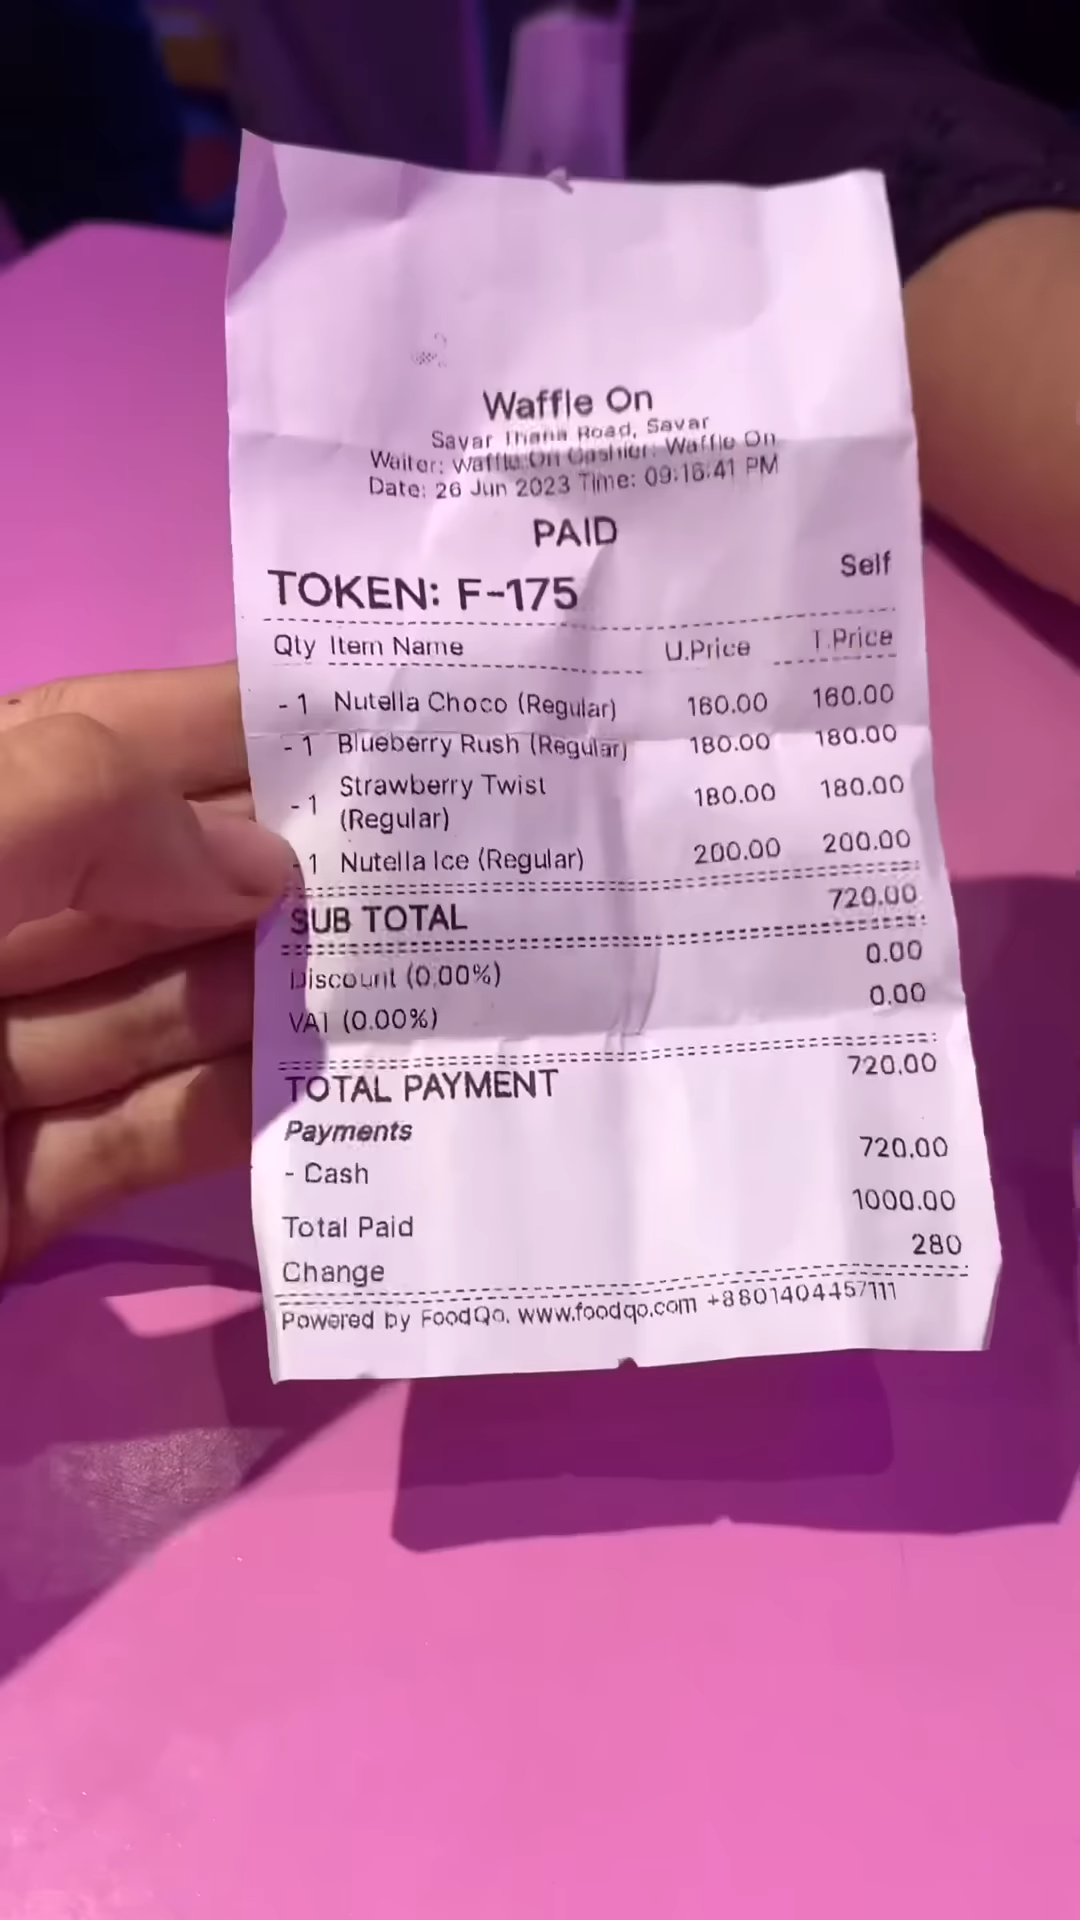 Waffle On
Savar Thana Road, Savar
Waiter: Waffle On Cashier: Waffle On
Date: 26 Jun 2023 Time: 09:16:41 PM
PAID
Self
TOKEN: F-175
Qty Item Name U.Price T.Price
- 1 Nutella Choco (Regular) 160.00 160.00
- 1 Blueberry Rush (Regular) 180.00 180.00
- 1 Strawberry Twist (Regular) 180.00 180.00
- 1 Nutella Ice (Regular) 200.00 200.00
SUB TOTAL 720.00
Discount (0.00%) 0.00
VAT (0.00%) 0.00
TOTAL PAYMENT 720.00
Payments
- Cash 720.00
Total Paid 1000.00
Change 280
Powered by FoodQo. www.foodqo.com +8801404457111